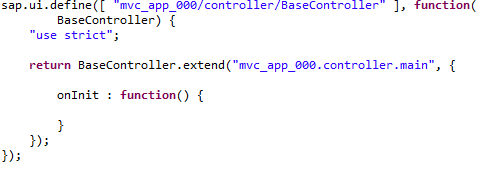 sap.ui.define([ "mvc_app_000/controller/BaseController" ], function(
        BaseController) {
    "use strict";

    return BaseController.extend("mvc_app_000.controller.main", {

        onInit : function() {

        }
    });
});